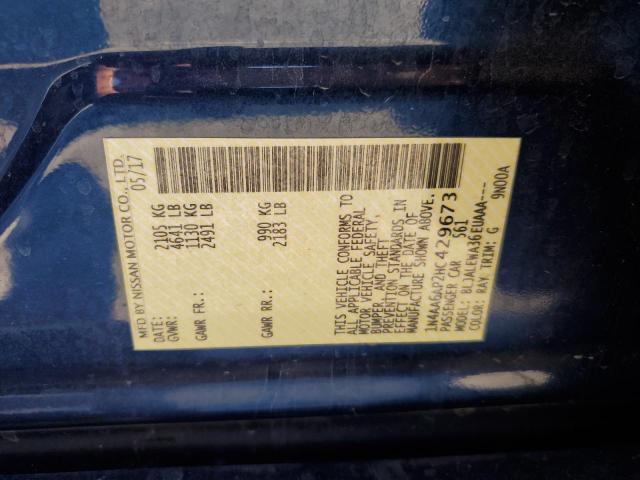 MFD BY NISSAN MOTOR CO., LTD.
05/17
2105 KG
GVWR: 4641 LB
1130 KG
GAWR FR: 2491 LB
990 KG
GAWR RR: 2183 LB
THIS VEHICLE CONFORMS TO
ALL APPLICABLE FEDERAL
MOTOR VEHICLE SAFETY,
BUMPER, AND THEFT
PREVENTION STANDARDS IN
EFFECT ON THE DATE OF
MANUFACTURE SHOWN ABOVE.
1N4AA6AP2HC429673
PASSENGER CAR 561
MODEL: BLJALEWA36EUAAA---
COLOR: RAY TRIM: G 9N00A